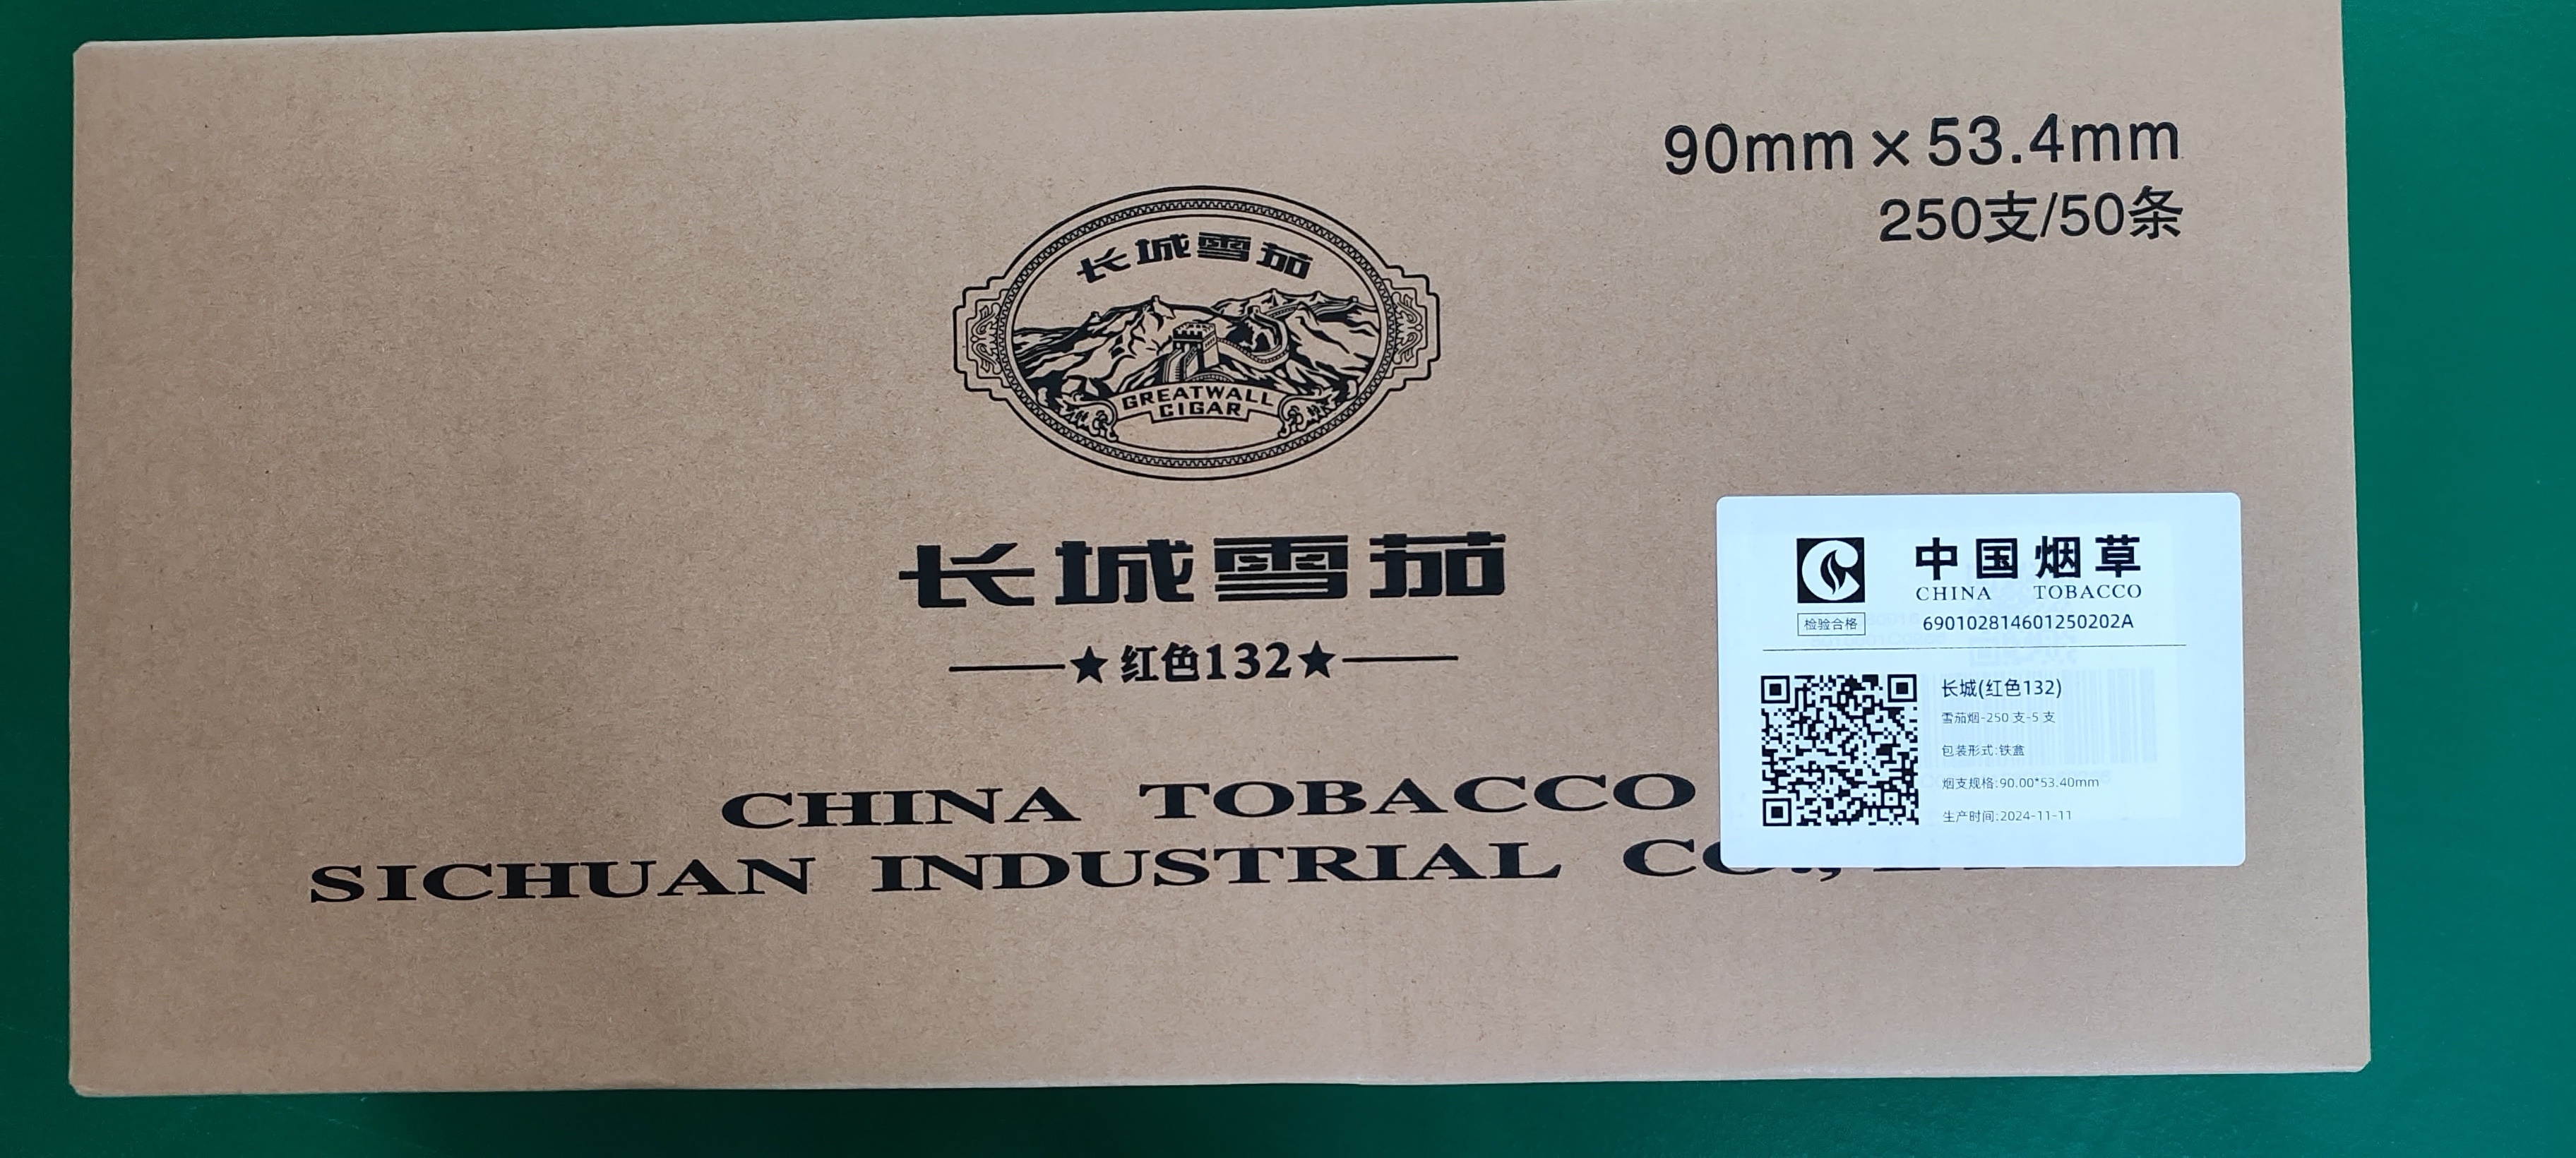 90mm×53.4mm
250支/50条
长城雪茄
GREATWALL
CIGAR
长城雪茄
★红色132★
CHINA TOBACCO
SICHUAN INDUSTRIAL CO.,
中国烟草
CHINA TOBACCO
检验合格
690102814601250202A
长城(红色132)
雪茄烟-250 支-5 支
包装形式:铁盒
烟支规格:90.00*53.40mm
生产时间:2024-11-11